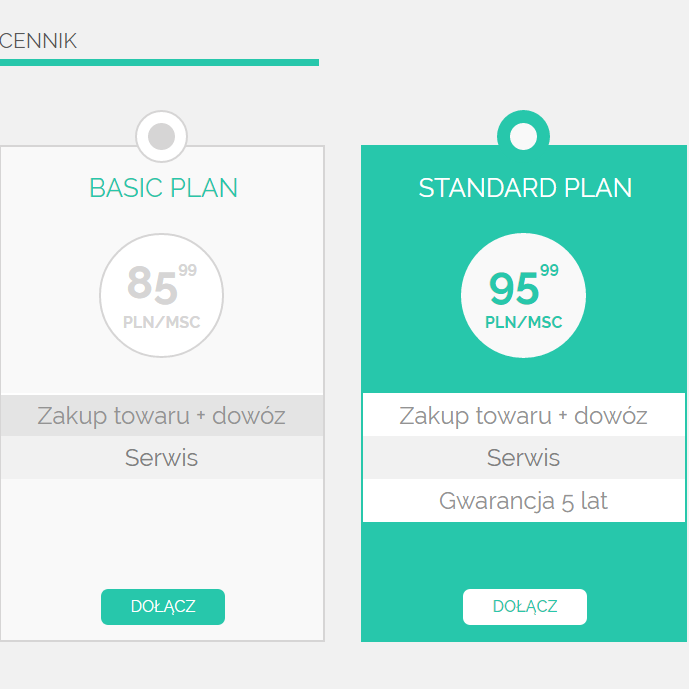 CENNIK
BASIC PLAN
85 99
PLN/MSC
Zakup towaru + dowóz
Serwis
DOŁĄCZ
STANDARD PLAN
95 99
PLN/MSC
Zakup towaru + dowóz
Serwis
Gwarancja 5 lat
DOŁĄCZ